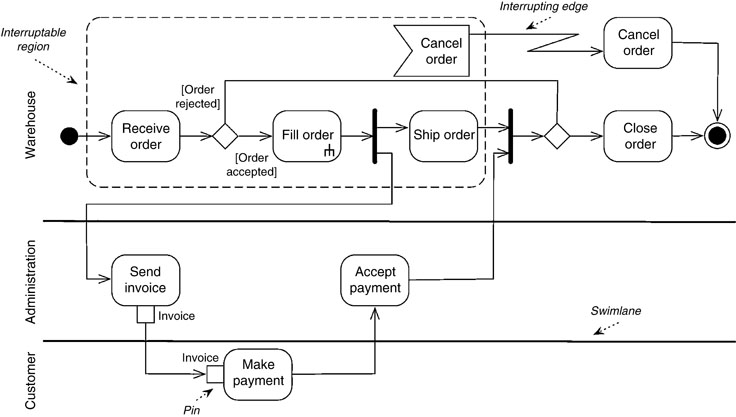 Interruptable
region
Interrupting edge
Cancel
order
Cancel
order
Warehouse
[Order
rejected]
Receive
order
Fill order
Ship order
Close
order
[Order
accepted]
Administration
Send
invoice
Accept
payment
Invoice
Swimlane
Customer
Invoice
Make
payment
Pin